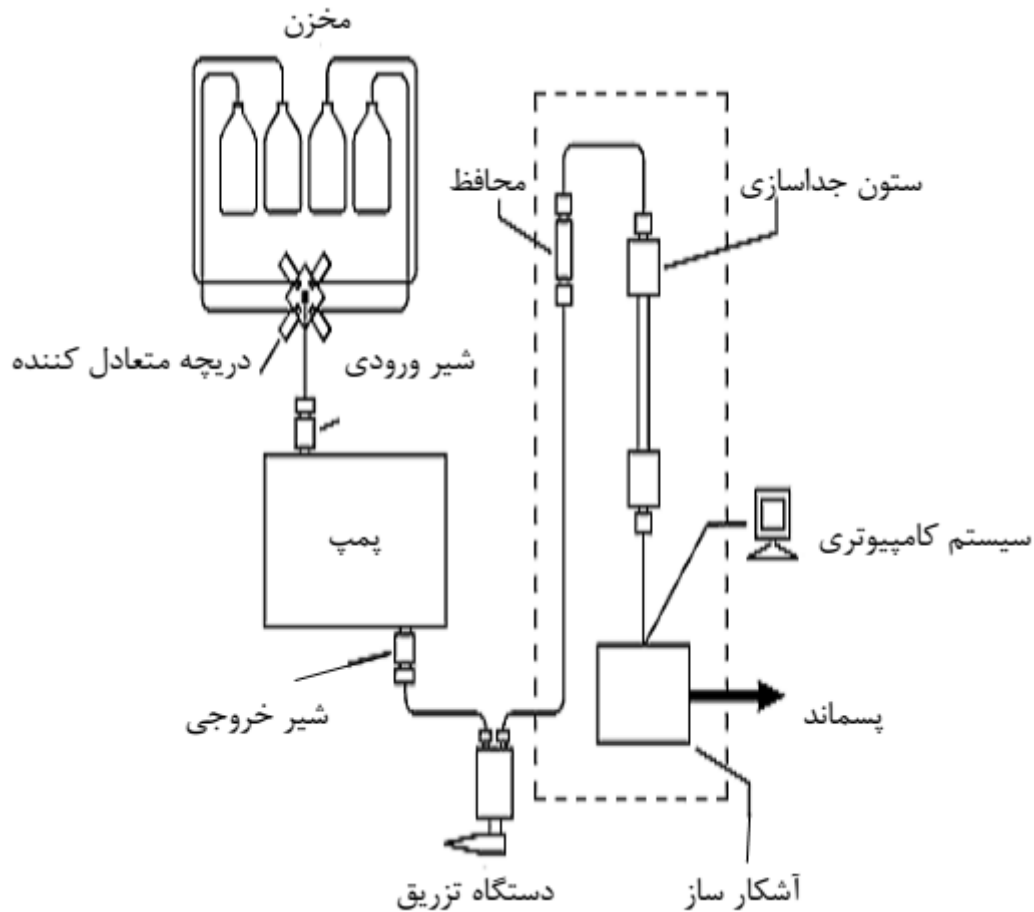 مخزن
محافظ
ستون جداسازی
دریچه متعادل کننده
شیر ورودی
پمپ
سیستم کامپیوتری
شیر خروجی
پسماند
دستگاه تزریق
آشکار ساز